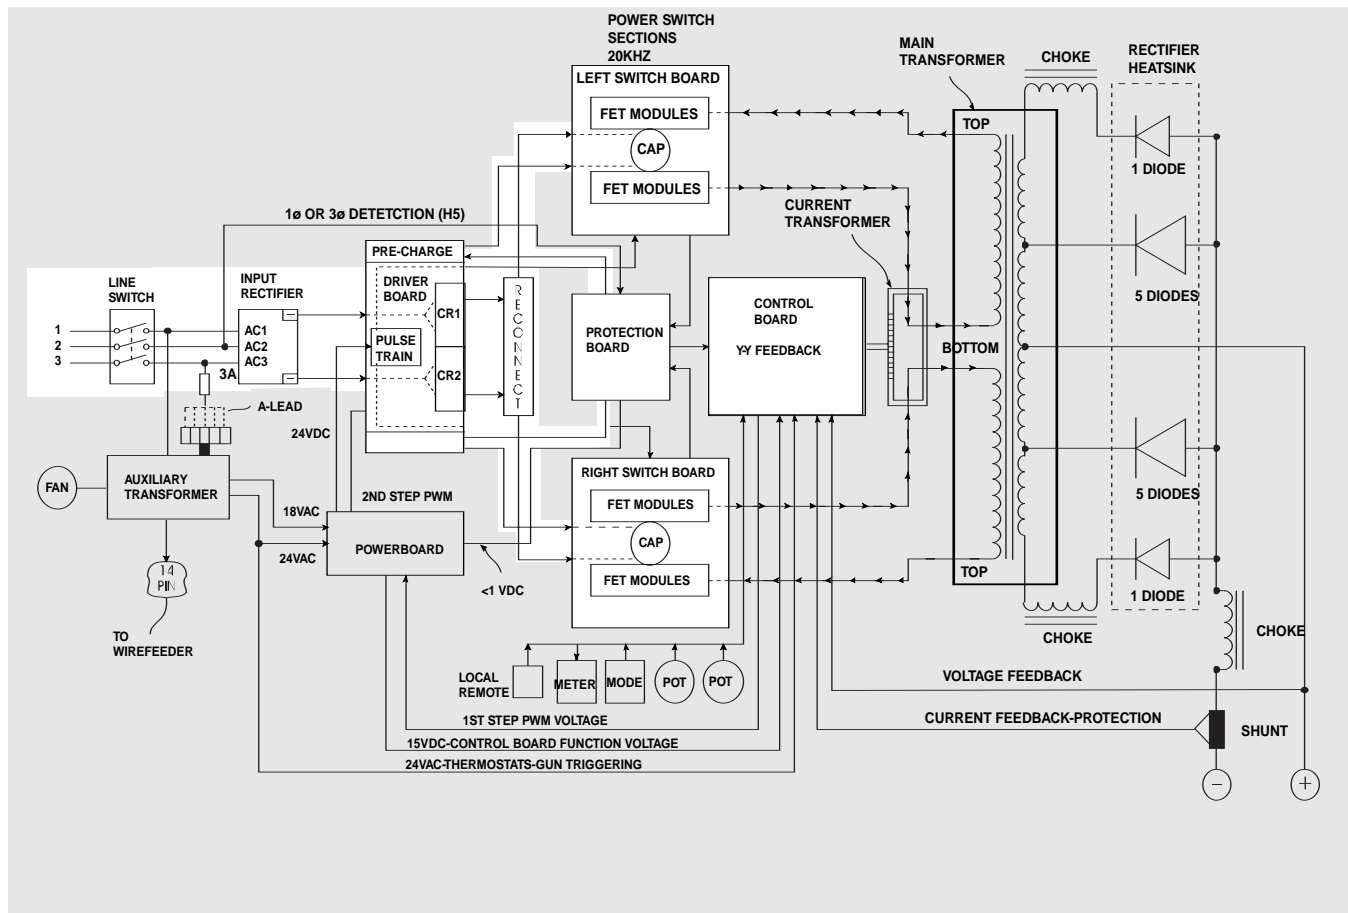 POWER SWITCH
SECTIONS
20KHZ
MAIN
TRANSFORMER
CHOKE
RECTIFIER
HEATSINK
LEFT SWITCH BOARD
FET MODULES
CAP
FET MODULES
TOP
1 DIODE
CURRENT
TRANSFORMER
1ø OR 3ø DETETCTION (H5)
PRE-CHARGE
LINE
SWITCH
INPUT
RECTIFIER
DRIVER
BOARD
CR1
RECONNECT
5 DIODES
CONTROL
BOARD
Y-Y FEEDBACK
PROTECTION
BOARD
1
2
3
AC1
AC2
AC3
PULSE
TRAIN
BOTTOM
3A
CR2
A-LEAD
24VDC
AUXILIARY
TRANSFORMER
FAN
2ND STEP PWM
RIGHT SWITCH BOARD
FET MODULES
CAP
FET MODULES
5 DIODES
18VAC
24VAC
POWERBOARD
<1 VDC
TOP
1 DIODE
14
PIN
TO
WIREFEEDER
CHOKE
CHOKE
LOCAL
REMOTE
METER
MODE
POT
POT
VOLTAGE FEEDBACK
1ST STEP PWM VOLTAGE
CURRENT FEEDBACK-PROTECTION
SHUNT
15VDC-CONTROL BOARD FUNCTION VOLTAGE
24VAC-THERMOSTATS-GUN TRIGGERING
−
+